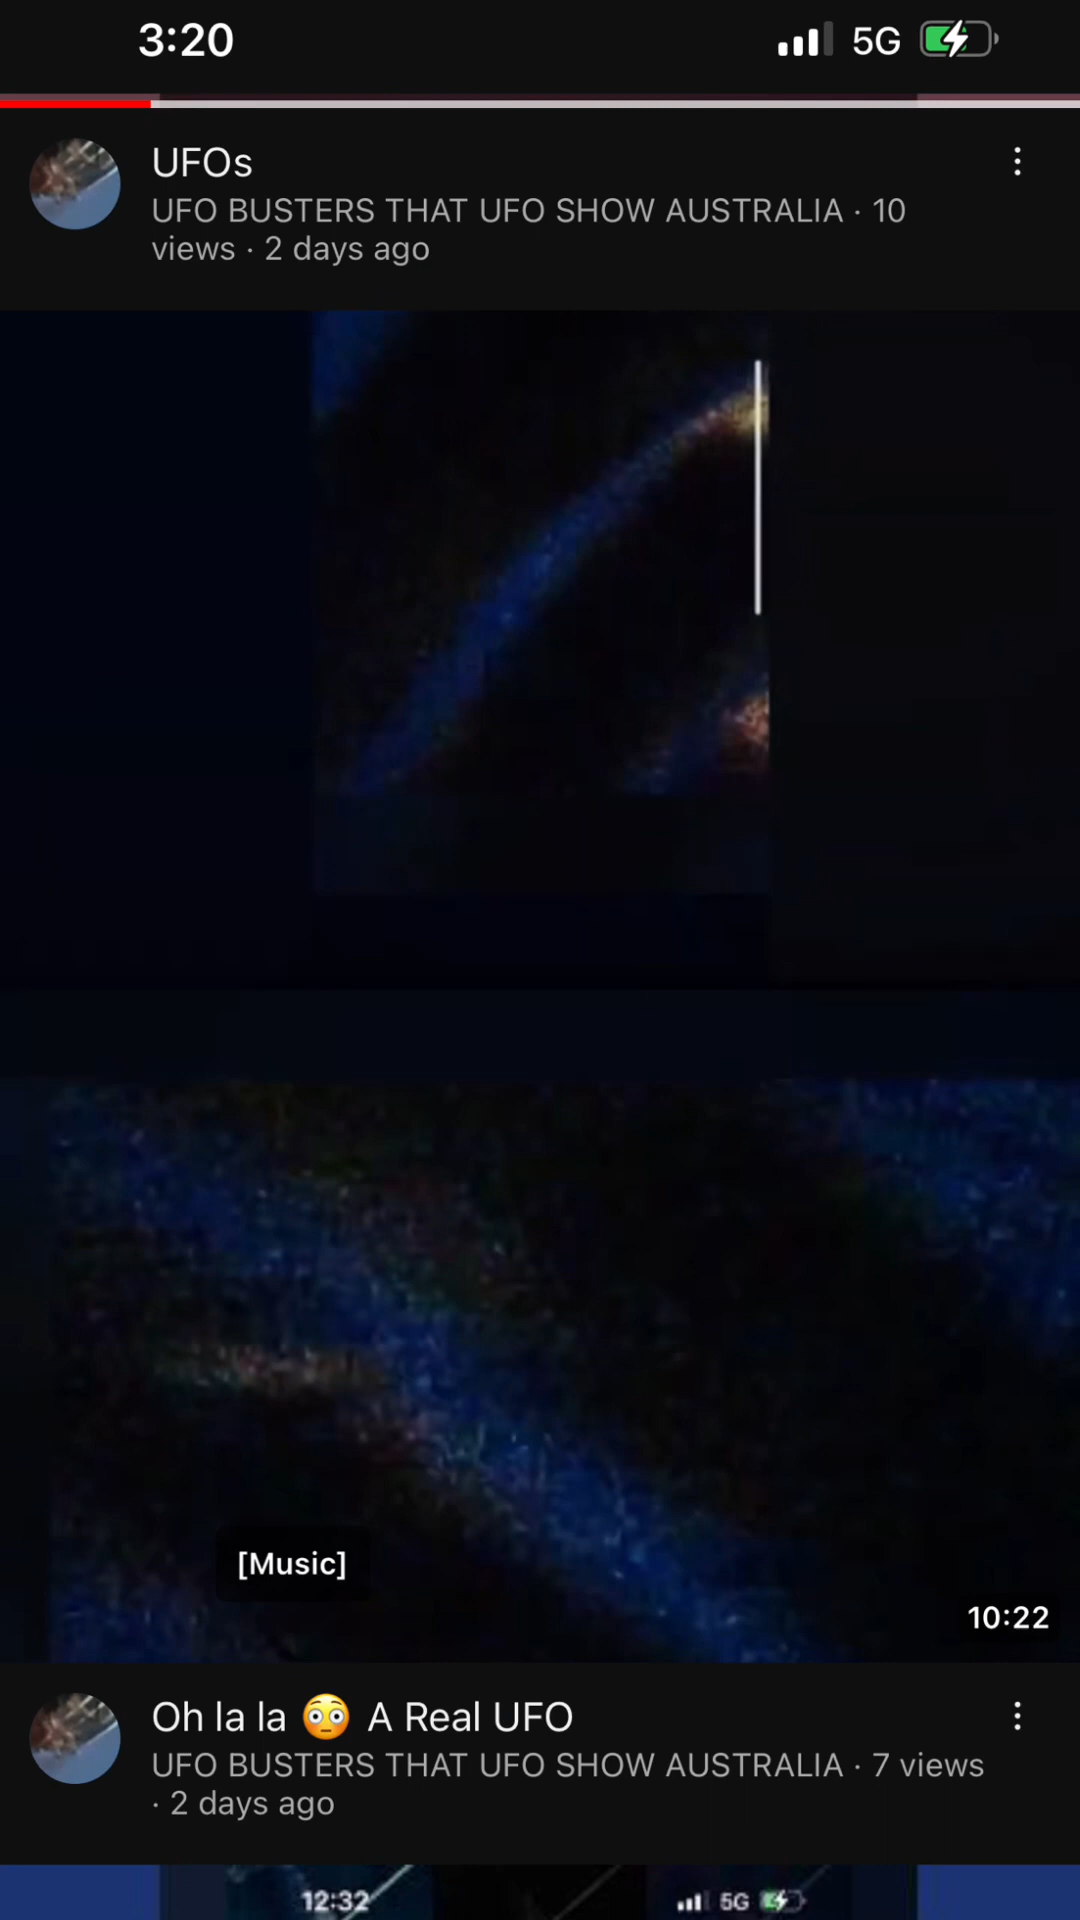 3:20
5G
UFOs
UFO BUSTERS THAT UFO SHOW AUSTRALIA · 10
views · 2 days ago
[Music]
10:22
Oh la la 😳 A Real UFO
UFO BUSTERS THAT UFO SHOW AUSTRALIA · 7 views
· 2 days ago
12:32
5G